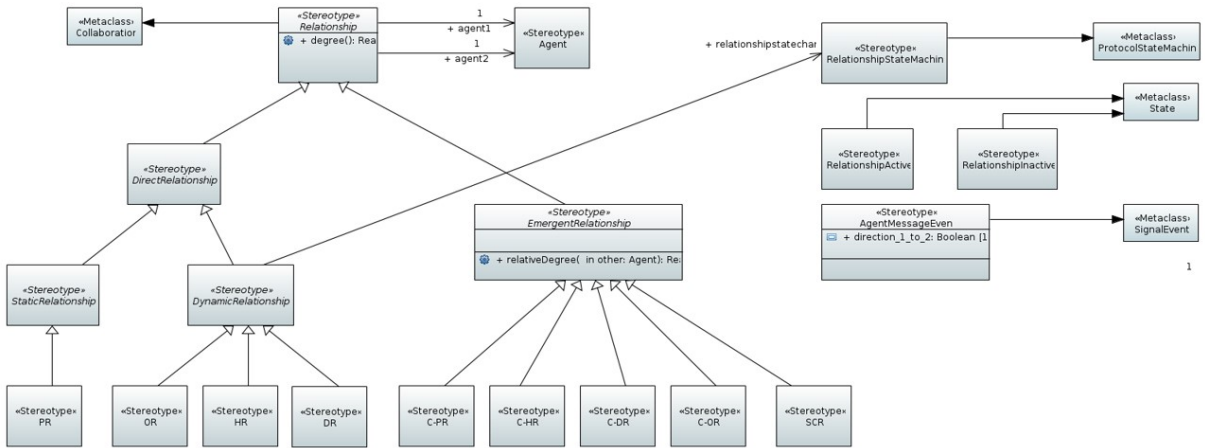 «Stereotype»
Relationship
+ degree(): Rea
«Metaclass›
Collaboratior
1
+ agent1
1
+ agent2
«Stereotype»
Agent
+ relationshipstatechar
«Stereotype»
RelationshipStateMachin
«Metaclass›
ProtocolStateMachin
«Metaclass›
State
«Stereotype»
RelationshipActive
«Stereotype»
RelationshipInactive
«Stereotype»
DirectRelationship
«Stereotype»
EmergentRelationship
+ relativeDegree( in other: Agent): Rea
«Stereotype»
AgentMessageEven
+ direction_1_to_2: Boolean [1
«Metaclass›
SignalEvent
1
«Stereotype»
StaticRelationship
«Stereotype»
DynamicRelationship
«Stereotype»
PR
«Stereotype»
OR
«Stereotype»
HR
«Stereotype»
DR
«Stereotype»
C-PR
«Stereotype»
C-HR
«Stereotype»
C-DR
«Stereotype»
C-OR
«Stereotype»
SCR